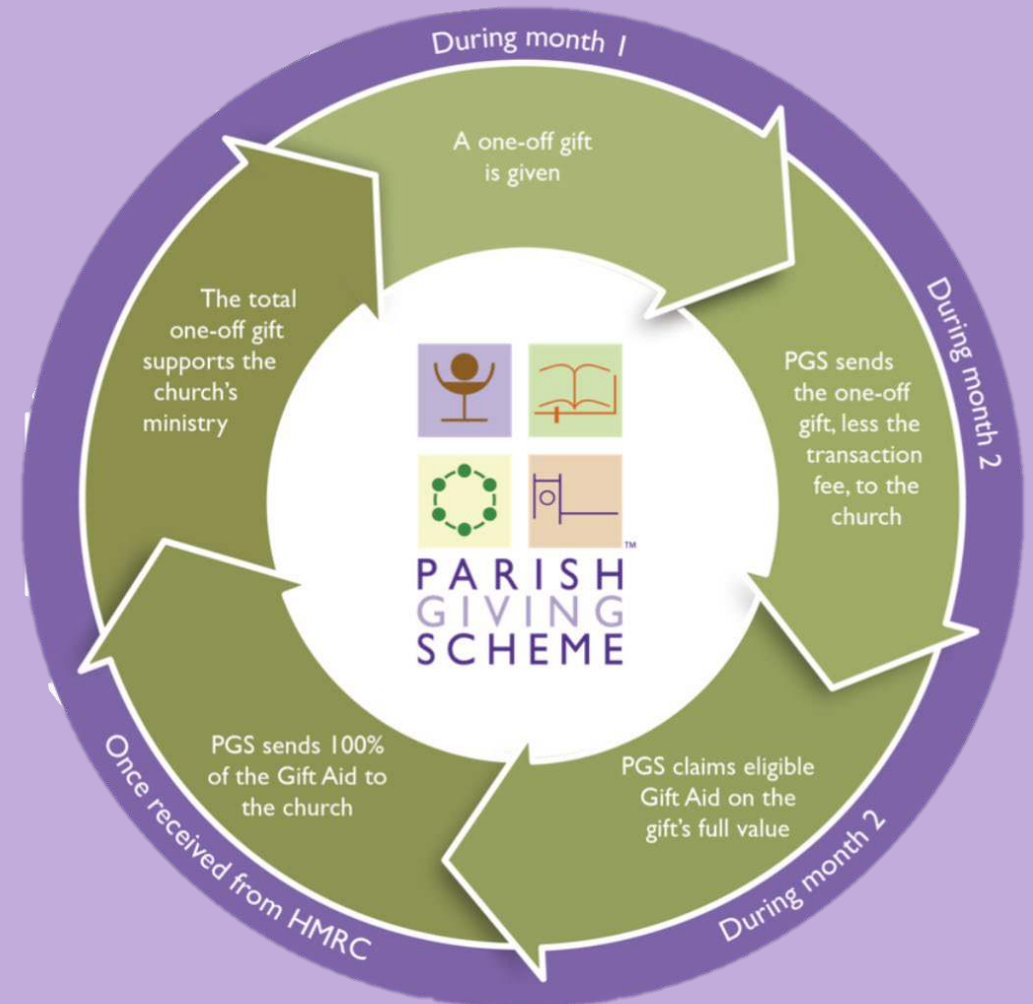 During month 1
A one-off gift
is given
During month 2
PGS sends
the one-off
gift, less the
transaction
fee, to the
church
During month 2
PGS claims eligible
Gift Aid on the
gift's full value
Once received from HMRC
PGS sends 100%
of the Gift Aid to
the church
The total
one-off gift
supports the
church's
ministry
PARISH
GIVING
SCHEME
TM